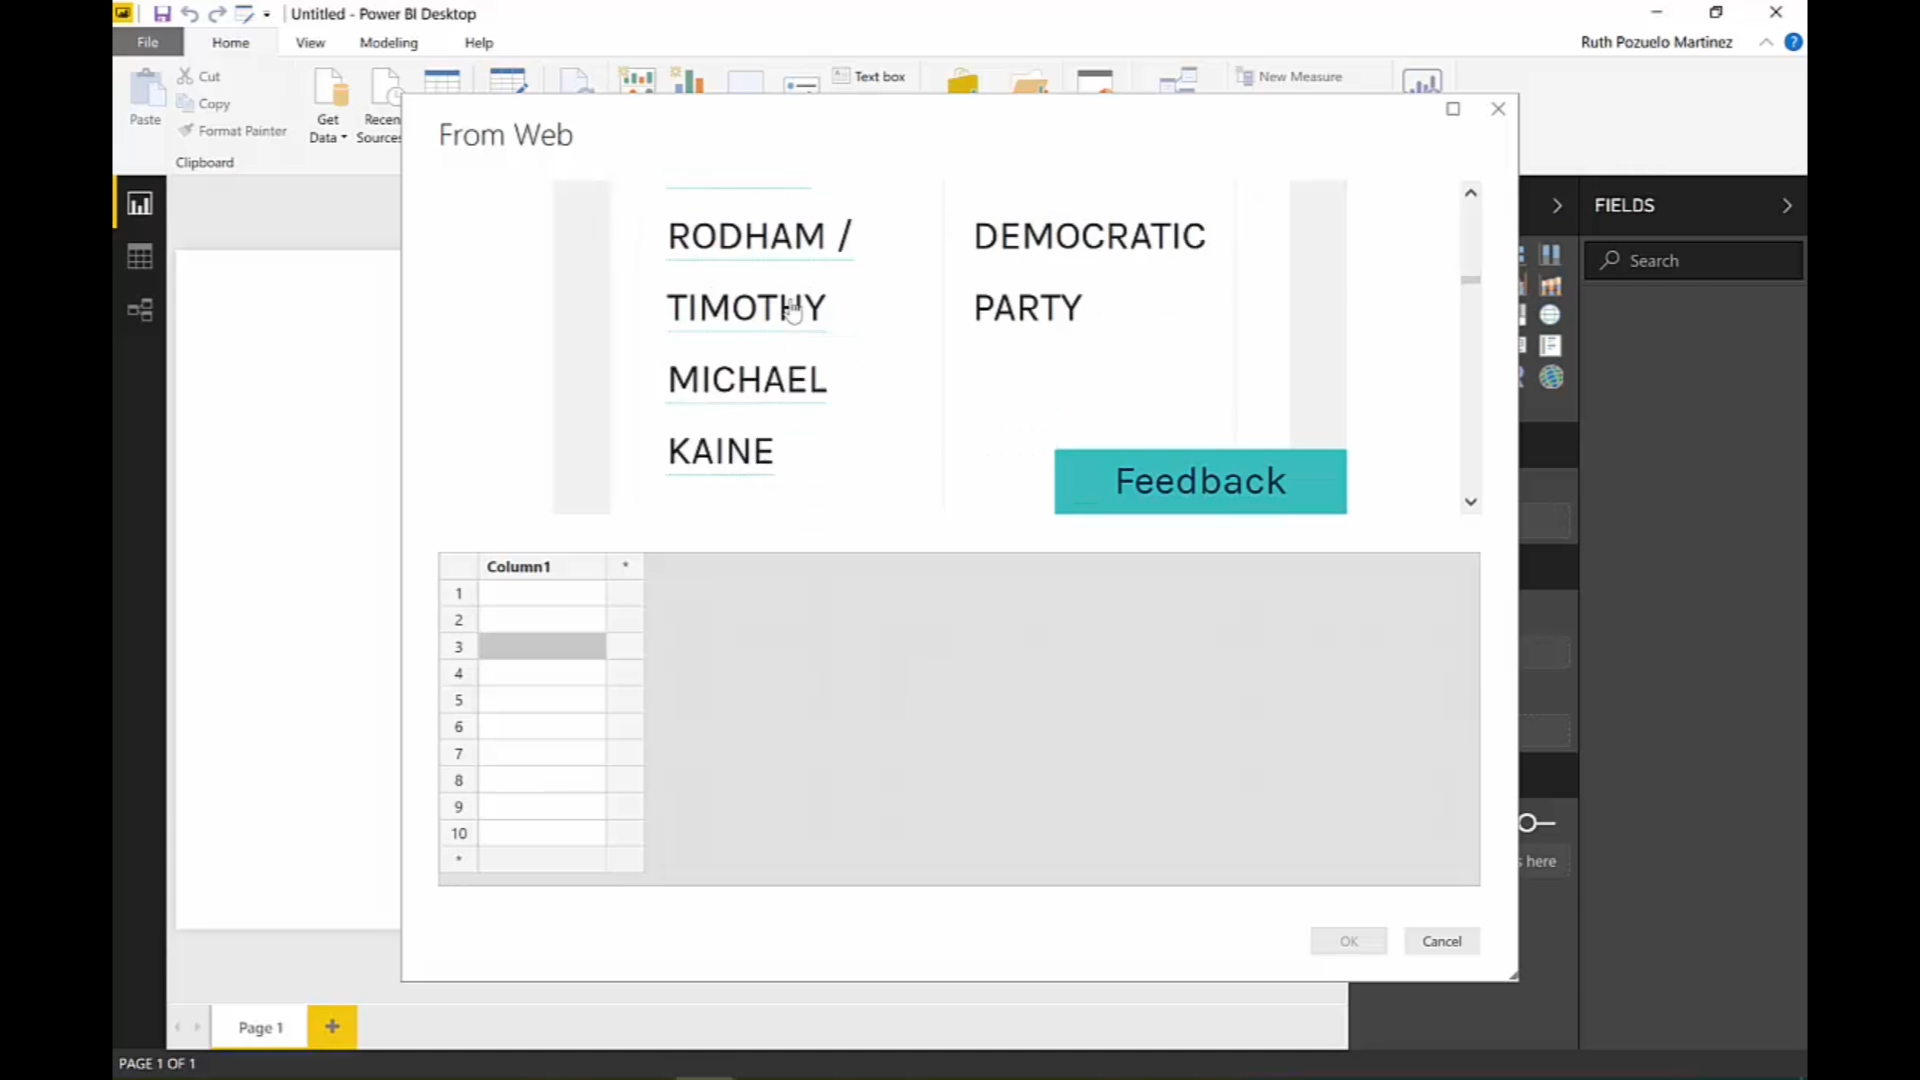 Untitled - Power BI Desktop
File Home View Modeling Help
Ruth Pozuelo Martinez
?
Paste
Cut
Copy
Format Painter
Clipboard
Get
Data
Recen
Sources
Text box
New Measure
From Web
RODHAM /
TIMOTHY
MICHAEL
KAINE
DEMOCRATIC
PARTY
Feedback
Column1 *
1
2
3
4
5
6
7
8
9
10
*
OK Cancel
FIELDS
Search
s here
Page 1
+
PAGE 1 OF 1